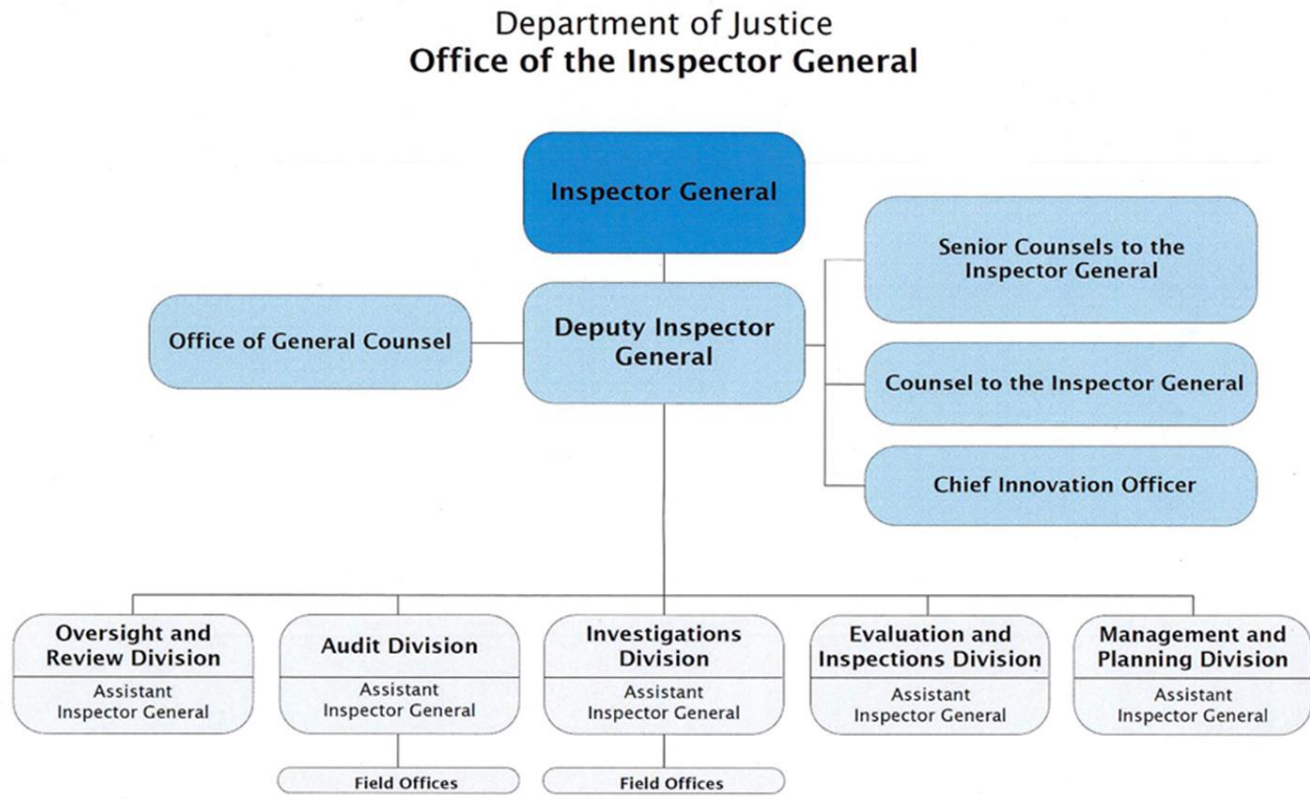 Department of Justice
Office of the Inspector General
Inspector General
Senior Counsels to the
Inspector General
Office of General Counsel
Deputy Inspector
General
Counsel to the Inspector General
Chief Innovation Officer
Oversight and
Review Division
Assistant
Inspector General
Audit Division
Assistant
Inspector General
Field Offices
Investigations
Division
Assistant
Inspector General
Field Offices
Evaluation and
Inspections Division
Assistant
Inspector General
Management and
Planning Division
Assistant
Inspector General